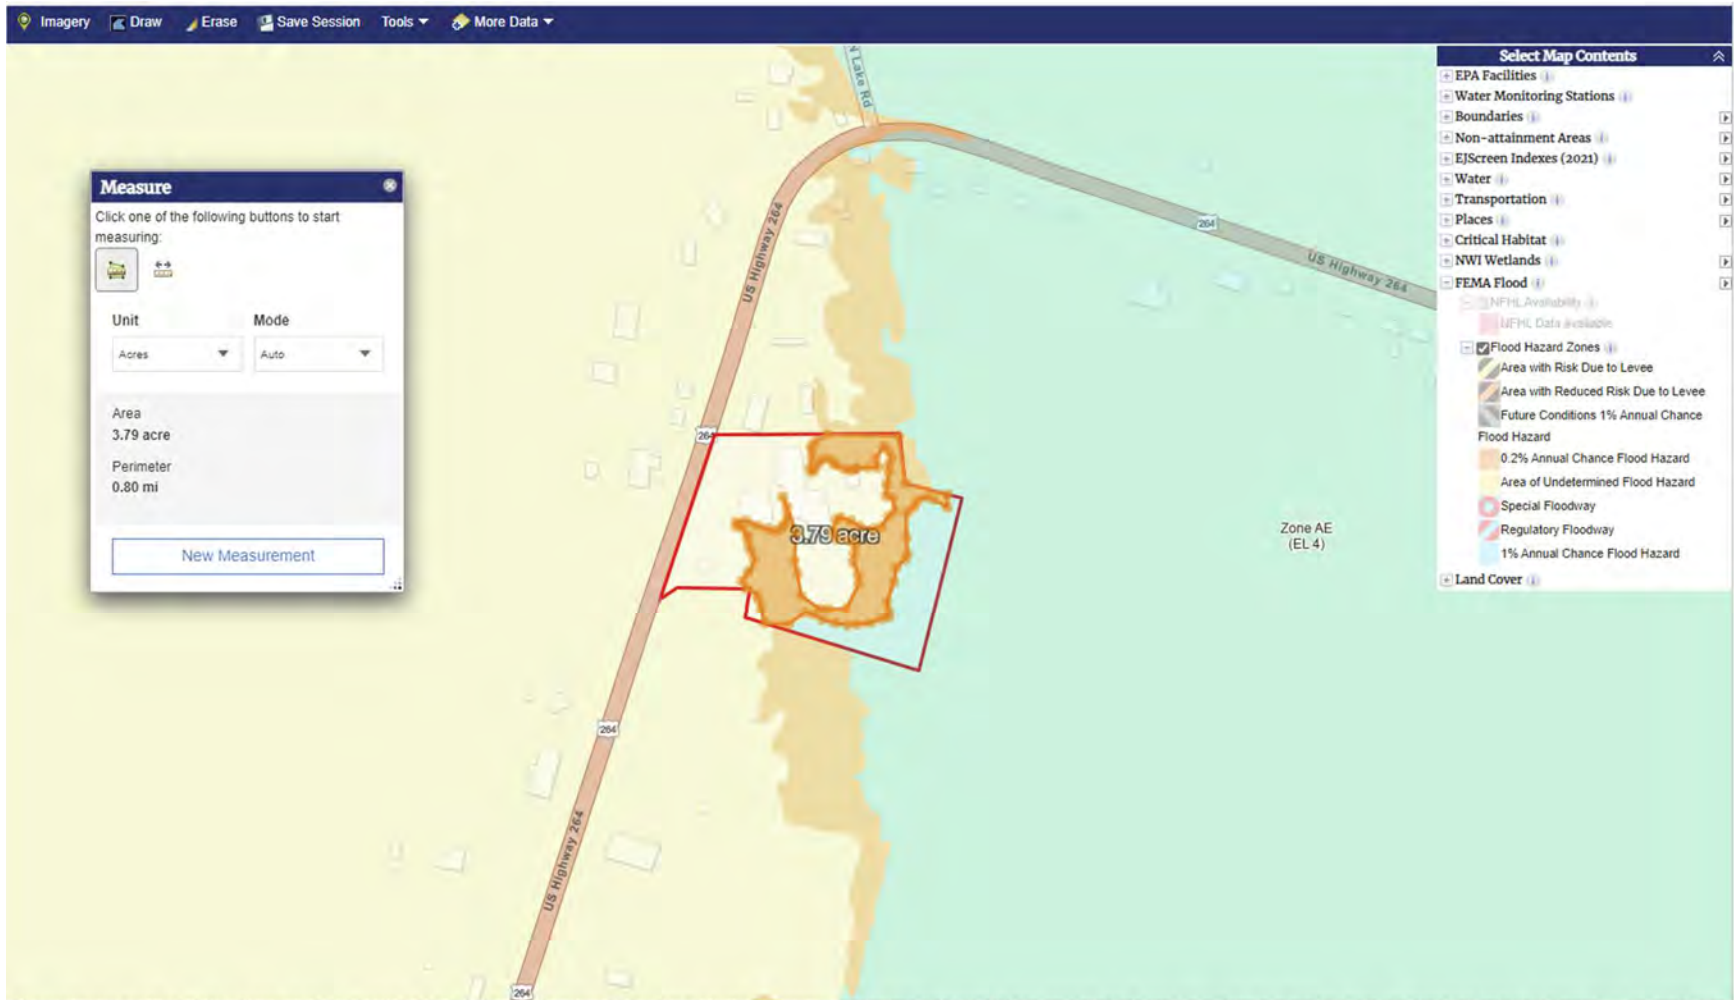 Imagery Draw Erase Save Session Tools More Data
Select Map Contents
EPA Facilities
Water Monitoring Stations
Boundaries
Non-attainment Areas
EJScreen Indexes (2021)
Water
Transportation
Places
Critical Habitat
NWI Wetlands
FEMA Flood
NFHL Availability
NFHL Data available
Flood Hazard Zones
Area with Risk Due to Levee
Area with Reduced Risk Due to Levee
Future Conditions 1% Annual Chance
Flood Hazard
0.2% Annual Chance Flood Hazard
Area of Undetermined Flood Hazard
Special Floodway
Regulatory Floodway
1% Annual Chance Flood Hazard
Land Cover
Measure
Click one of the following buttons to start
measuring:
Unit Mode
Acres Auto
Area
3.79 acre
Perimeter
0.80 mi
New Measurement
N Lake Rd
US Highway 264
264
US Highway 264
264
3.79 acre
Zone AE
(EL 4)
264
US Highway 264
264